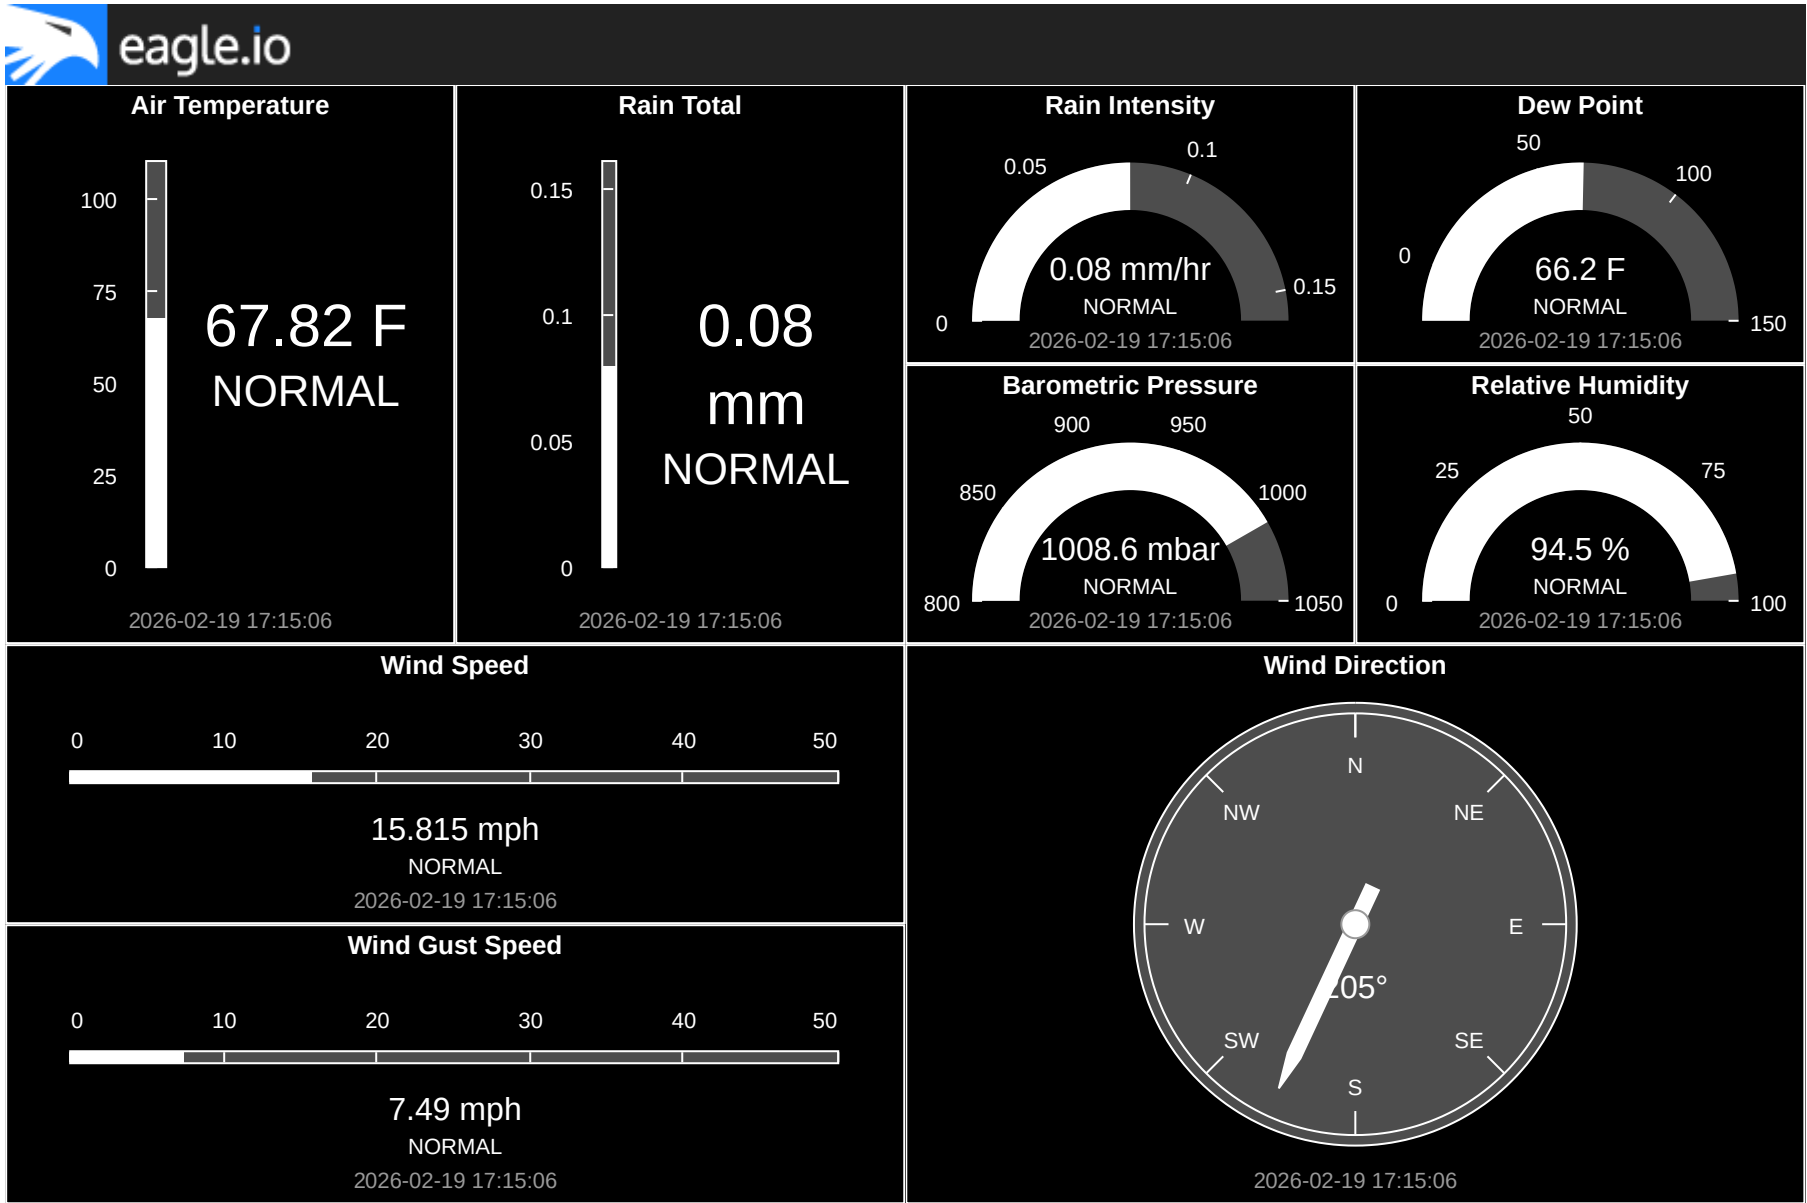 eagle.io
Air Temperature
100
75
50
25
0
67.82 F
NORMAL
2026-02-19 17:15:06
Rain Total
0.15
0.1
0.05
0
0.08
mm
NORMAL
2026-02-19 17:15:06
Rain Intensity
0
0.05
0.1
0.15
0.08 mm/hr
NORMAL
2026-02-19 17:15:06
Dew Point
0
50
100
150
66.2 F
NORMAL
2026-02-19 17:15:06
Barometric Pressure
800
850
900
950
1000
1050
1008.6 mbar
NORMAL
2026-02-19 17:15:06
Relative Humidity
0
25
50
75
100
94.5 %
NORMAL
2026-02-19 17:15:06
Wind Speed
0 10 20 30 40 50
15.815 mph
NORMAL
2026-02-19 17:15:06
Wind Gust Speed
0 10 20 30 40 50
7.49 mph
NORMAL
2026-02-19 17:15:06
Wind Direction
N
NW NE
W E
205°
SW SE
S
2026-02-19 17:15:06